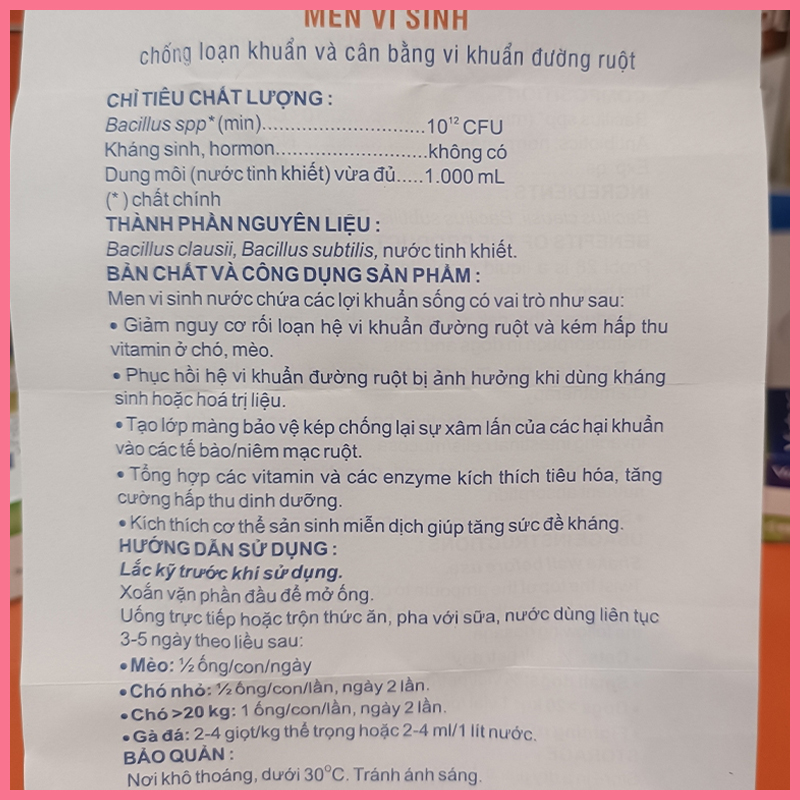 MEN VI SINH
chống loạn khuẩn và cân bằng vi khuẩn đường ruột
CHỈ TIÊU CHẤT LƯỢNG :
Bacillus spp* (min)............................10¹² CFU
Kháng sinh, hormon..........................không có
Dung môi (nước tinh khiết) vừa đủ.....1.000 mL
(*) chất chính
THÀNH PHẦN NGUYÊN LIỆU :
Bacillus clausii, Bacillus subtilis, nước tinh khiết.
BẢN CHẤT VÀ CÔNG DỤNG SẢN PHẨM :
Men vi sinh nước chứa các lợi khuẩn sống có vai trò như sau:
• Giảm nguy cơ rối loạn hệ vi khuẩn đường ruột và kém hấp thu
vitamin ở chó, mèo.
• Phục hồi hệ vi khuẩn đường ruột bị ảnh hưởng khi dùng kháng
sinh hoặc hoá trị liệu.
• Tạo lớp màng bảo vệ kép chống lại sự xâm lấn của các hại khuẩn
vào các tế bào/niêm mạc ruột.
• Tổng hợp các vitamin và các enzyme kích thích tiêu hóa, tăng
cường hấp thu dinh dưỡng.
• Kích thích cơ thể sản sinh miễn dịch giúp tăng sức đề kháng.
HƯỚNG DẪN SỬ DỤNG :
Lắc kỹ trước khi sử dụng.
Xoắn vặn phần đầu để mở ống.
Uống trực tiếp hoặc trộn thức ăn, pha với sữa, nước dùng liên tục
3-5 ngày theo liều sau:
• Mèo: ½ ống/con/ngày
• Chó nhỏ: ½ ống/con/lần, ngày 2 lần.
• Chó >20 kg: 1 ống/con/lần, ngày 2 lần.
• Gà đá: 2-4 giọt/kg thể trọng hoặc 2-4 ml/1 lít nước.
BẢO QUẢN :
Nơi khô thoáng, dưới 30°C. Tránh ánh sáng.